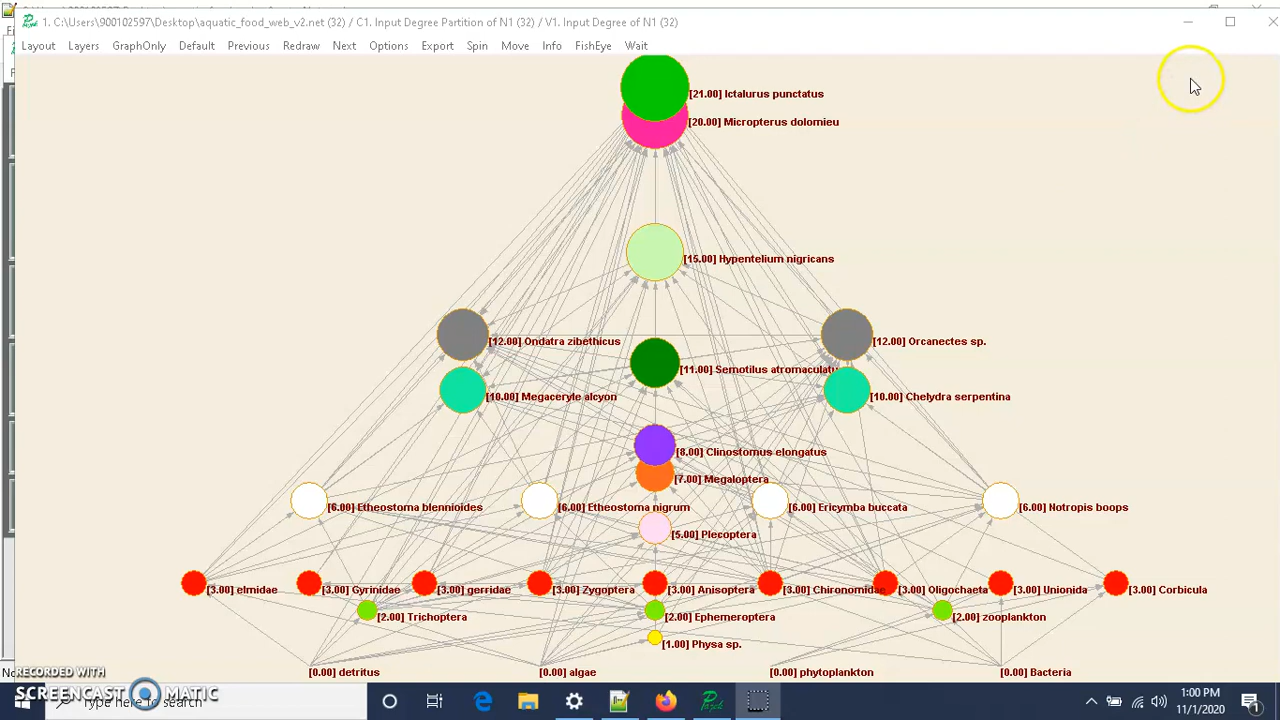 1. C:\Users\900102597\Desktop\aquatic_food_web_v2.net (32) / C1. Input Degree Partition of N1 (32) / V1. Input Degree of N1 (32)
Layout Layers GraphOnly Default Previous Redraw Next Options Export Spin Move Info FishEye Wait
[21.00] Ictalurus punctatus
[20.00] Micropterus dolomieu
[15.00] Hypentelium nigricans
[12.00] Ondatra zibethicus [12.00] Orcanectes sp.
[11.00] Semotilus atromaculatu
[10.00] Megaceryle alcyon [10.00] Chelydra serpentina
[8.00] Clinostomus elongatus
[7.00] Megaloptera
[6.00] Etheostoma blennioides [6.00] Etheostoma nigrum [6.00] Ericymba buccata [6.00] Notropis boops
[5.00] Plecoptera
[3.00] elmidae [3.00] Gyrinidae [3.00] gerridae [3.00] Zygoptera [3.00] Anisoptera [3.00] Chironomidae [3.00] Oligochaeta [3.00] Unionida [3.00] Corbicula
[2.00] Trichoptera [2.00] Ephemeroptera [2.00] zooplankton
[1.00] Physa sp.
[0.00] detritus [0.00] algae [0.00] phytoplankton [0.00] Bacteria
RECORDED WITH
SCREENCAST MATIC
Type here to search
Pajek
1:00 PM
11/1/2020
1